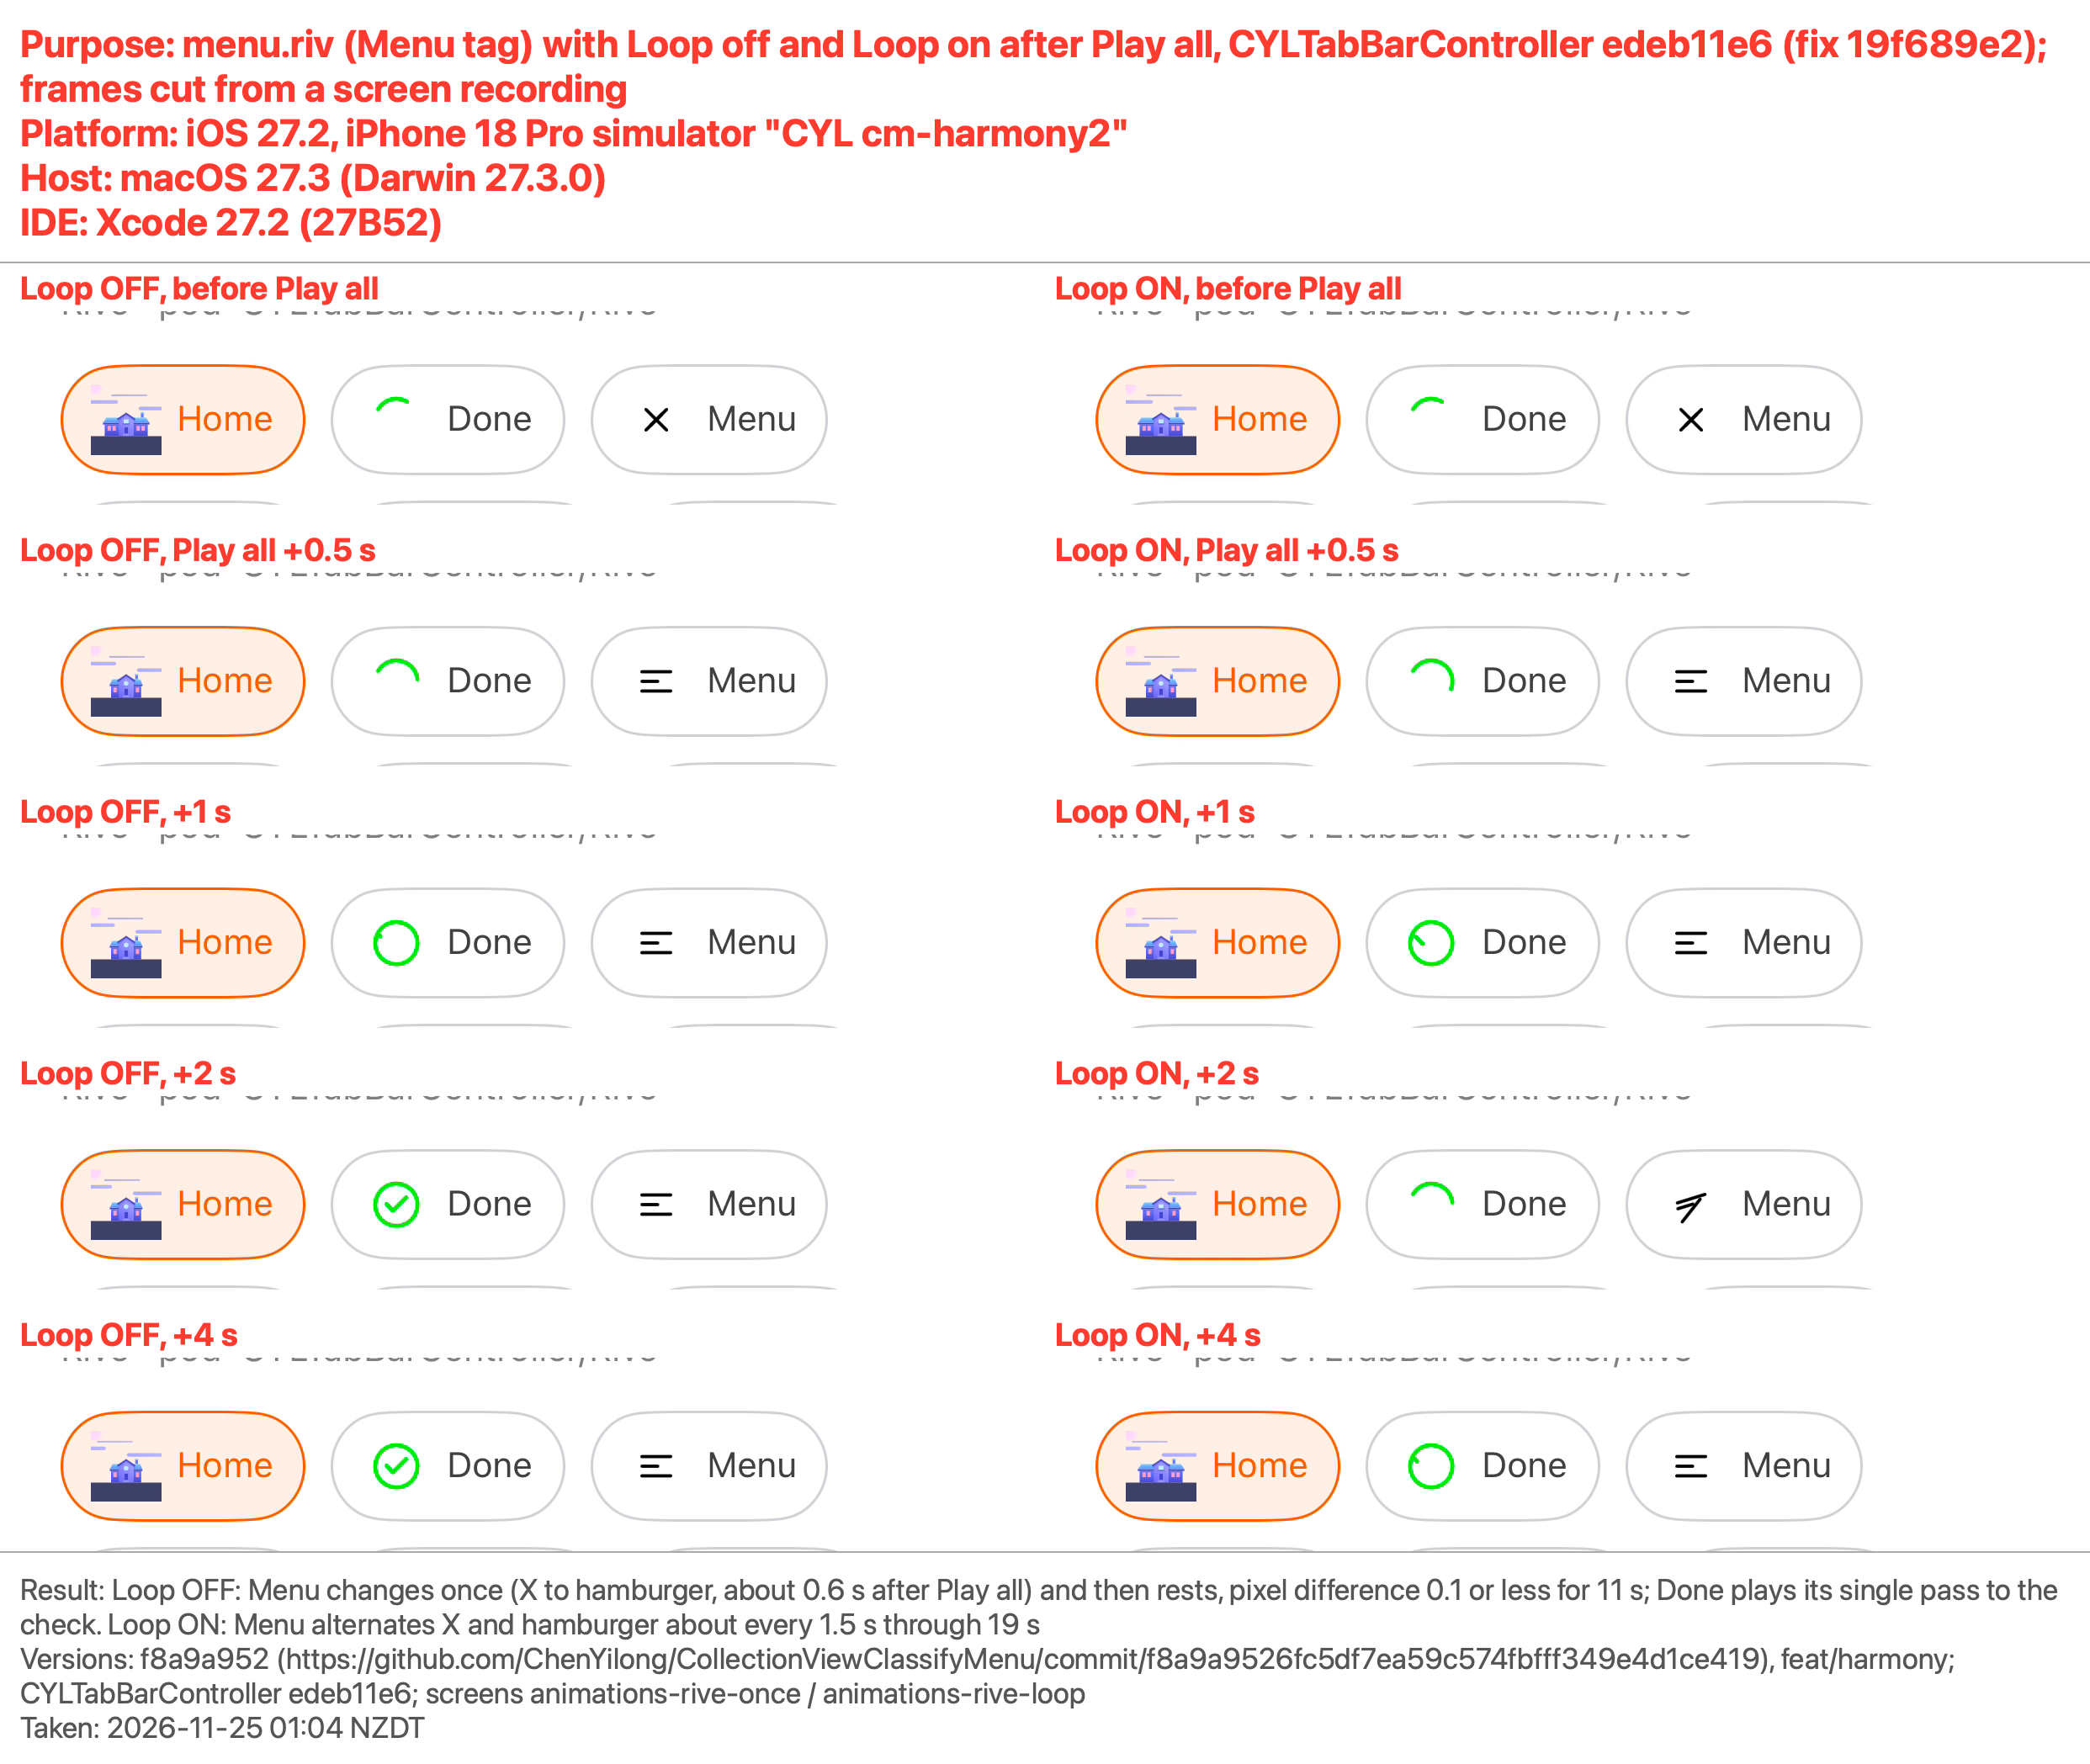 Purpose: menu.riv (Menu tag) with Loop off and Loop on after Play all, CYLTabBarController edeb11e6 (fix 19f689e2);
frames cut from a screen recording
Platform: iOS 27.2, iPhone 18 Pro simulator "CYL cm-harmony2"
Host: macOS 27.3 (Darwin 27.3.0)
IDE: Xcode 27.2 (27B52)
Loop OFF, before Play all
Loop ON, before Play all
Home
Done
Menu
Home
Done
Menu
Loop OFF, Play all +0.5 s
Loop ON, Play all +0.5 s
Home
Done
Menu
Home
Done
Menu
Loop OFF, +1 s
Loop ON, +1 s
Home
Done
Menu
Home
Done
Menu
Loop OFF, +2 s
Loop ON, +2 s
Home
Done
Menu
Home
Done
Menu
Loop OFF, +4 s
Loop ON, +4 s
Home
Done
Menu
Home
Done
Menu
Result: Loop OFF: Menu changes once (X to hamburger, about 0.6 s after Play all) and then rests, pixel difference 0.1 or less for 11 s; Done plays its single pass to the
check. Loop ON: Menu alternates X and hamburger about every 1.5 s through 19 s
Versions: f8a9a952 (https://github.com/ChenYilong/CollectionViewClassifyMenu/commit/f8a9a9526fc5df7ea59c574fbfff349e4d1ce419), feat/harmony;
CYLTabBarController edeb11e6; screens animations-rive-once / animations-rive-loop
Taken: 2026-11-25 01:04 NZDT